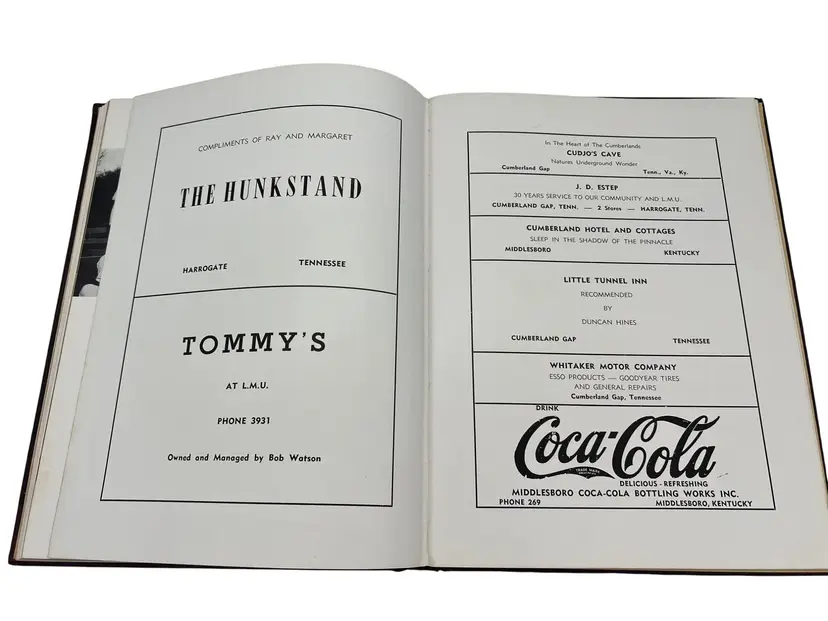 COMPLIMENTS OF RAY AND MARGARET
THE HUNKSTAND
HARROGATE TENNESSEE
TOMMY'S
AT L.M.U.
PHONE 3931
Owned and Managed by Bob Watson
In The Heart of The Cumberlands
CUDJO'S CAVE
Natures Underground Wonder
Cumberland Gap Tenn., Va., Ky.
J. D. ESTEP
30 YEARS SERVICE TO OUR COMMUNITY AND L.M.U.
CUMBERLAND GAP, TENN. — 2 Stores — HARROGATE, TENN.
CUMBERLAND HOTEL AND COTTAGES
SLEEP IN THE SHADOW OF THE PINNACLE
MIDDLESBORO KENTUCKY
LITTLE TUNNEL INN
RECOMMENDED
BY
DUNCAN HINES
CUMBERLAND GAP TENNESSEE
WHITAKER MOTOR COMPANY
ESSO PRODUCTS — GOODYEAR TIRES
AND GENERAL REPAIRS
Cumberland Gap, Tennessee
DRINK
Coca-Cola
TRADE MARK
DELICIOUS - REFRESHING
MIDDLESBORO COCA-COLA BOTTLING WORKS INC.
PHONE 269 MIDDLESBORO, KENTUCKY